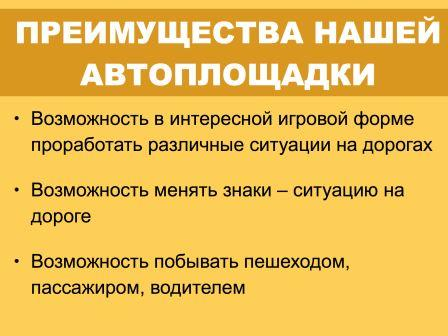 ПРЕИМУЩЕСТВА НАШЕЙ
АВТОПЛОЩАДКИ
• Возможность в интересной игровой форме
проработать различные ситуации на дорогах
• Возможность менять знаки – ситуацию на
дороге
• Возможность побывать пешеходом,
пассажиром, водителем